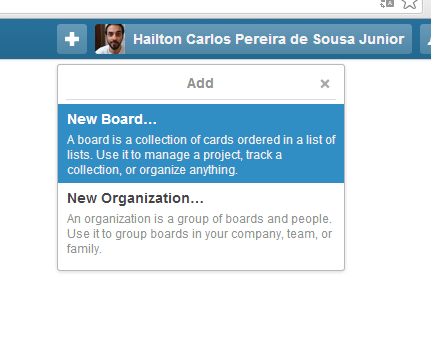 Hailton Carlos Pereira de Sousa Junior
Add
New Board…
A board is a collection of cards ordered in a list of
lists. Use it to manage a project, track a
collection, or organize anything.
New Organization…
An organization is a group of boards and people.
Use it to group boards in your company, team, or
family.